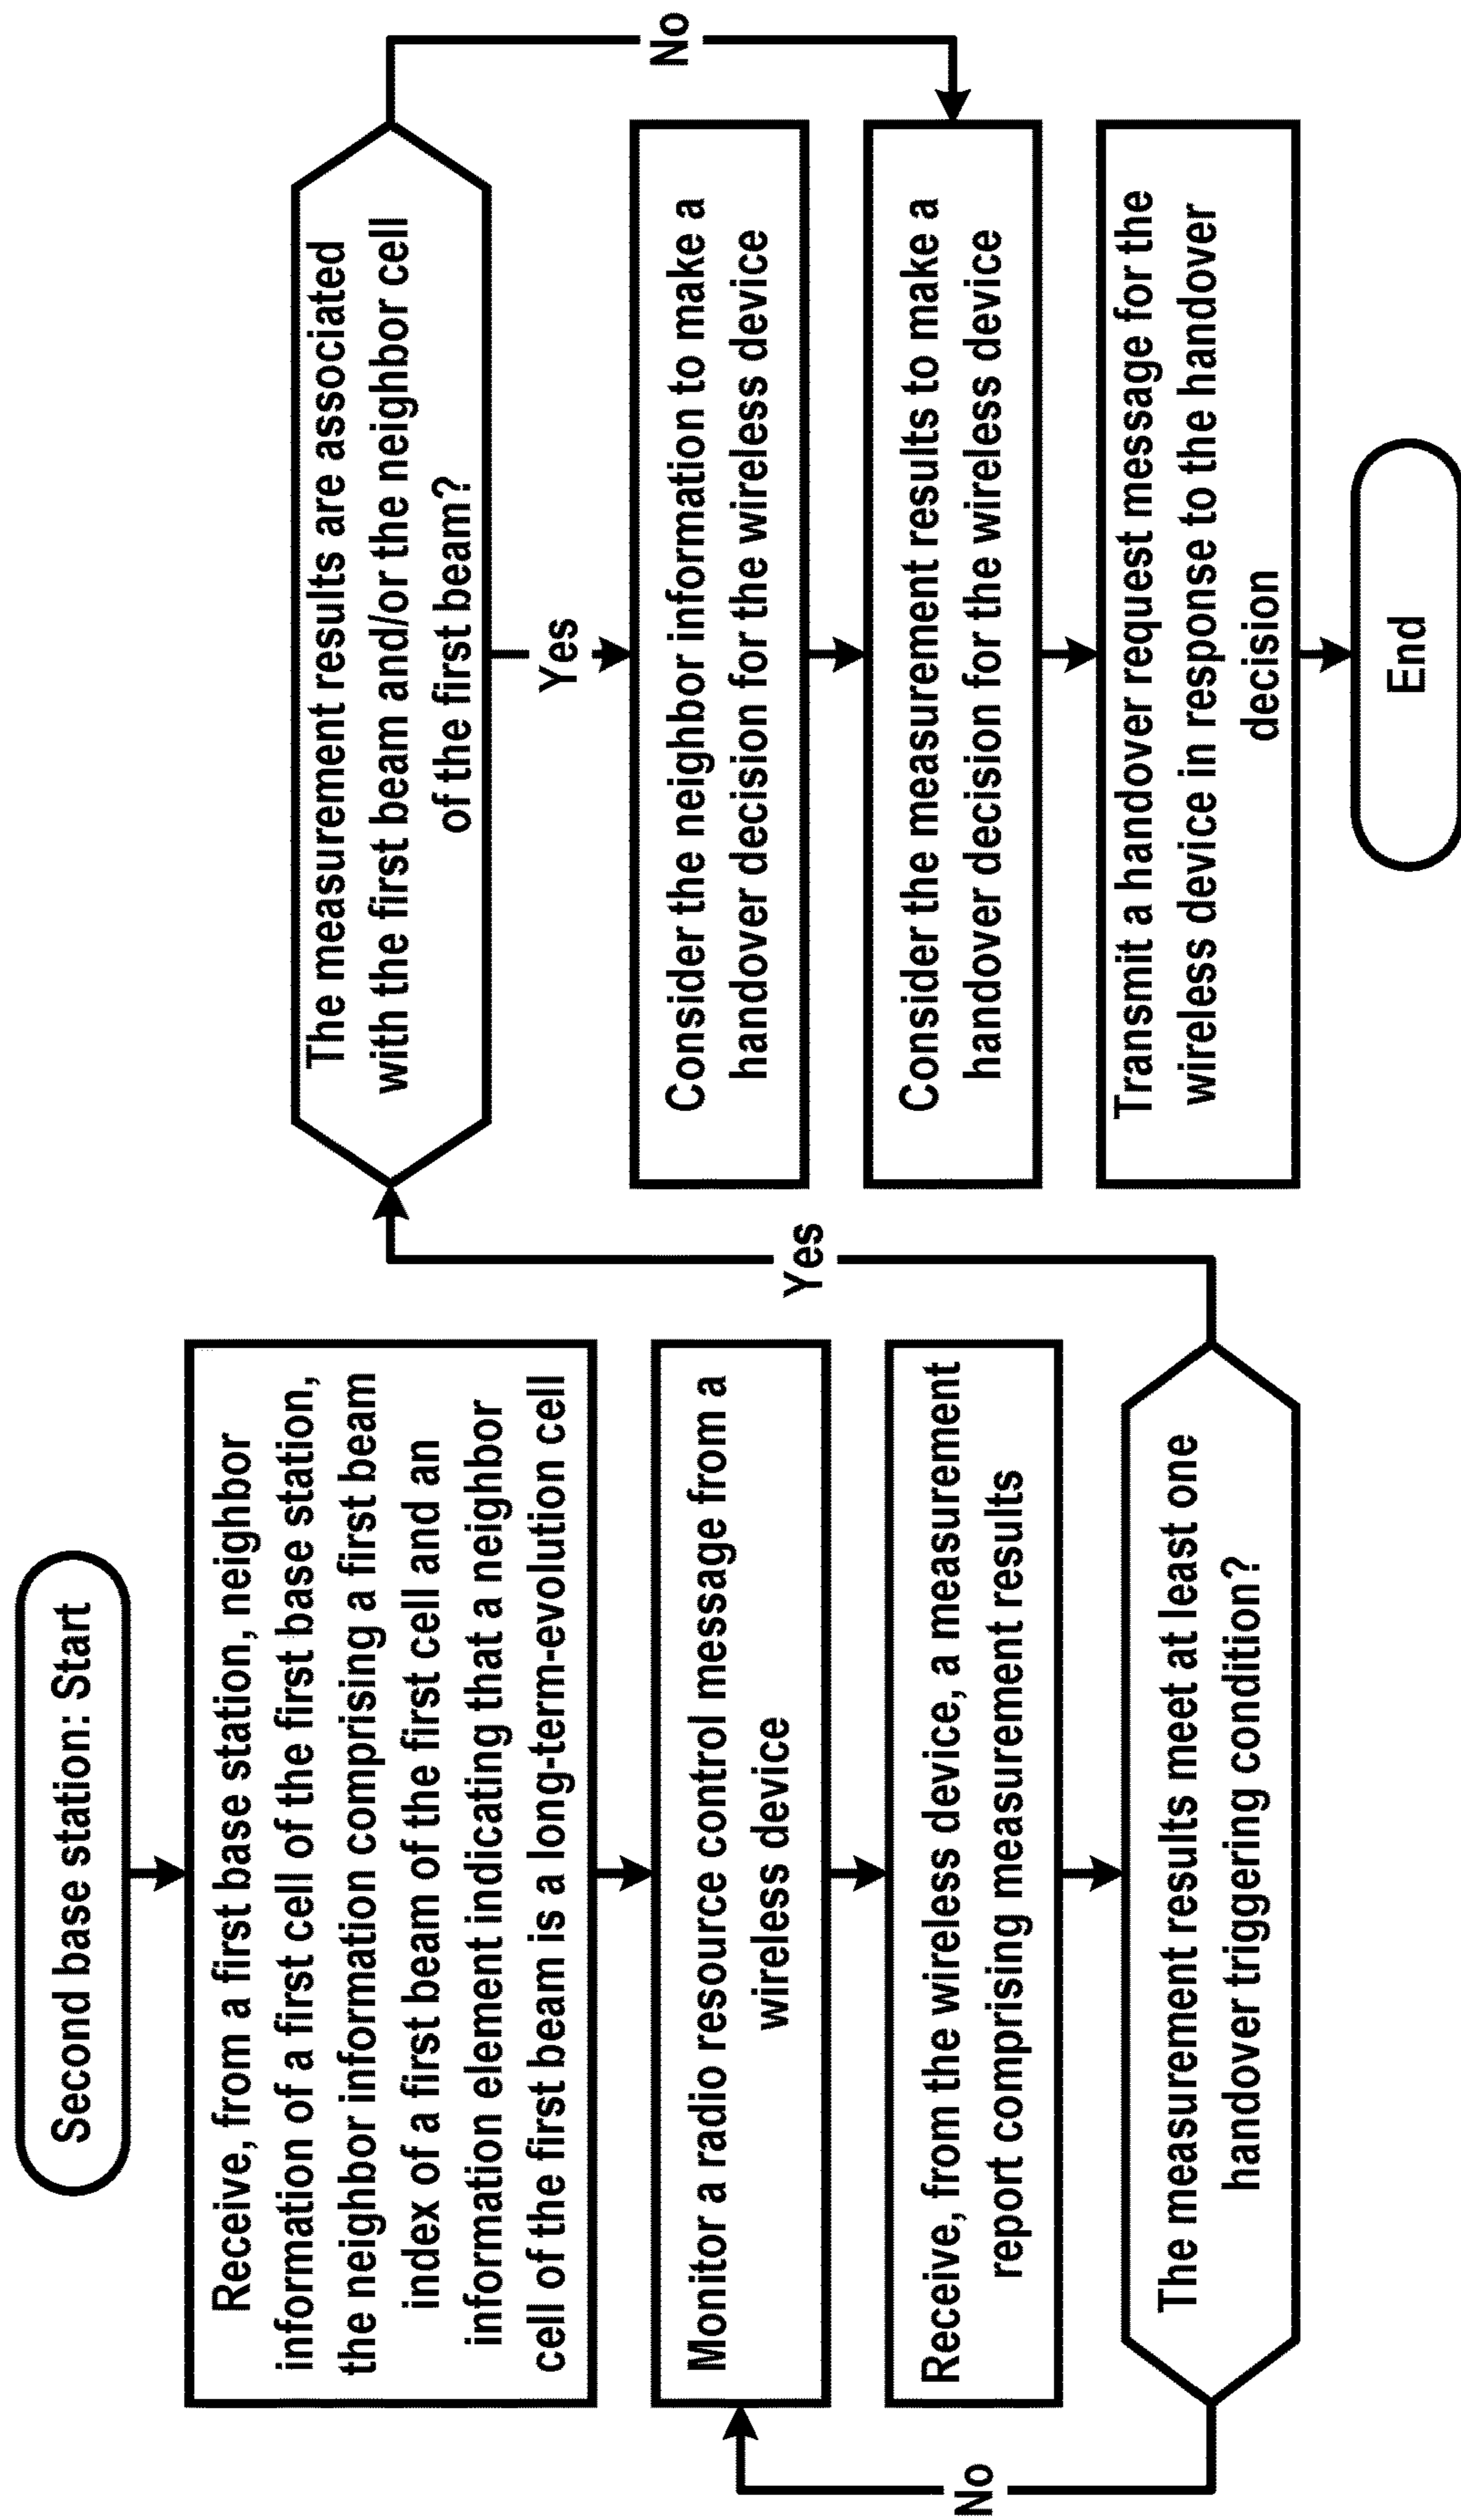 Second base station: Start
Receive, from a first base station, neighbor
information of a first cell of the first base station,
the neighbor information comprising a first beam
index of a first beam of the first cell and an
information element indicating that a neighbor
cell of the first beam is a long-term-evolution cell
Monitor a radio resource control message from a
wireless device
Receive, from the wireless device, a measurement
report comprising measurement results
The measurement results meet at least one
handover triggering condition?
No
Yes
The measurement results are associated
with the first beam and/or the neighbor cell
of the first beam?
No
Yes
Consider the neighbor information to make a
handover decision for the wireless device
Consider the measurement results to make a
handover decision for the wireless device
Transmit a handover request message for the
wireless device in response to the handover
decision
End